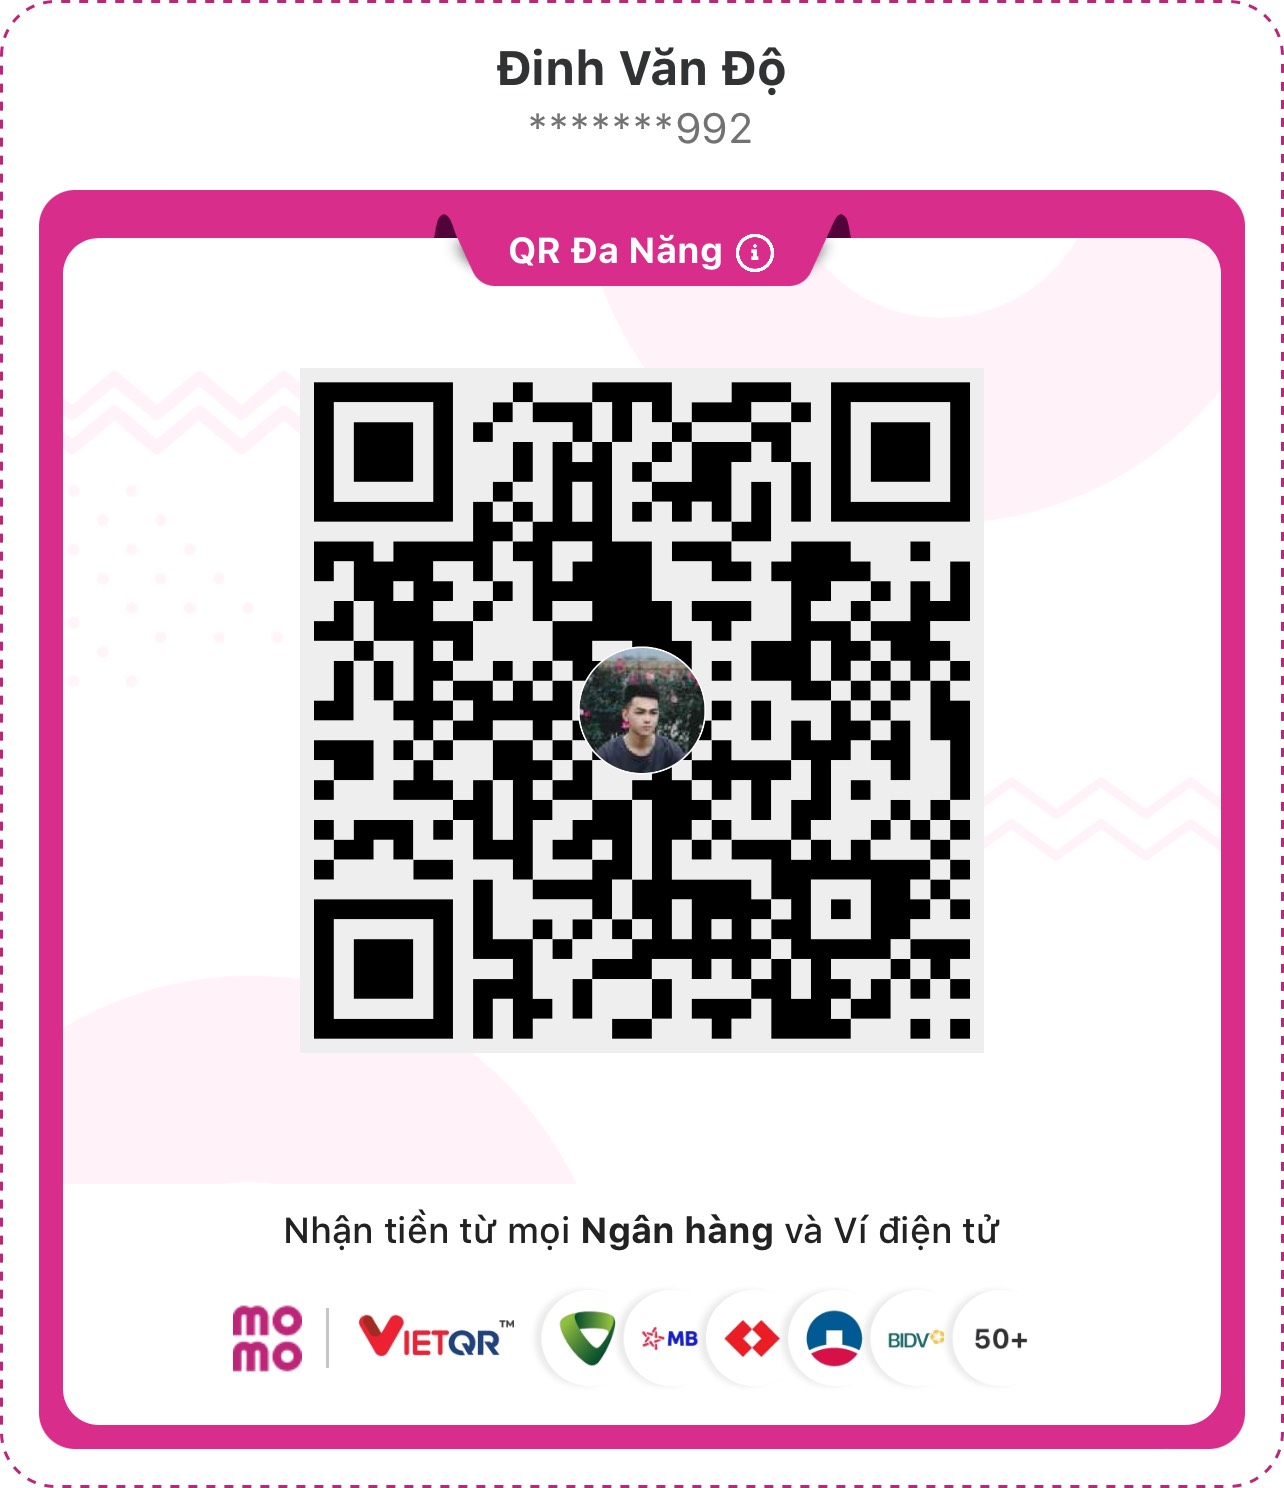 Đinh Văn Độ
*******992
QR Đa Năng
Nhận tiền từ mọi Ngân hàng và Ví điện tử
mo
mo
VIETQR™
MB
BIDV
50+